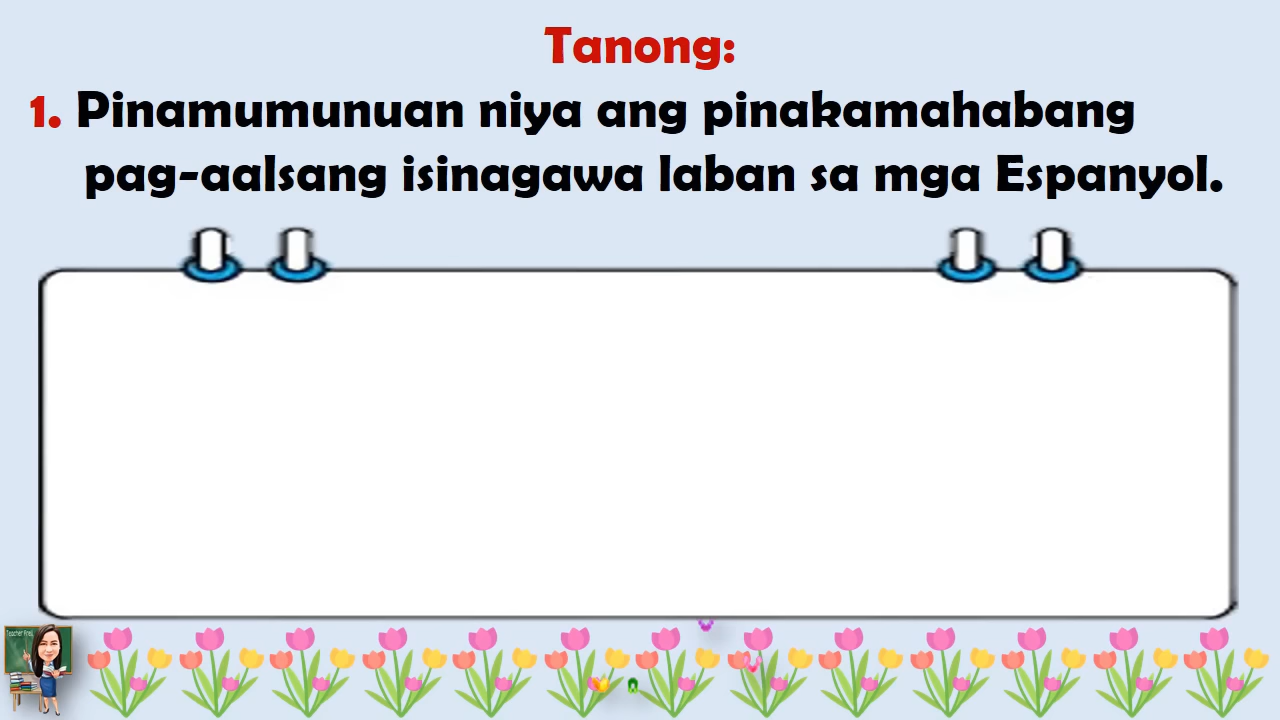 Tanong:
1. Pinamumunuan niya ang pinakamahabang
pag-aalsang isinagawa laban sa mga Espanyol.